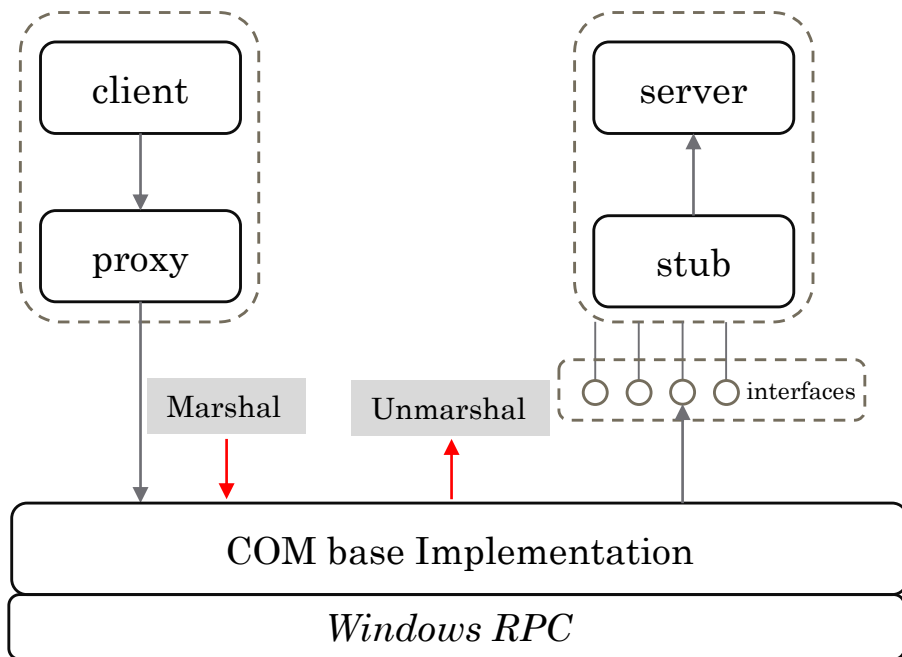 client
server
proxy
stub
interfaces
Marshal
Unmarshal
COM base Implementation
Windows RPC